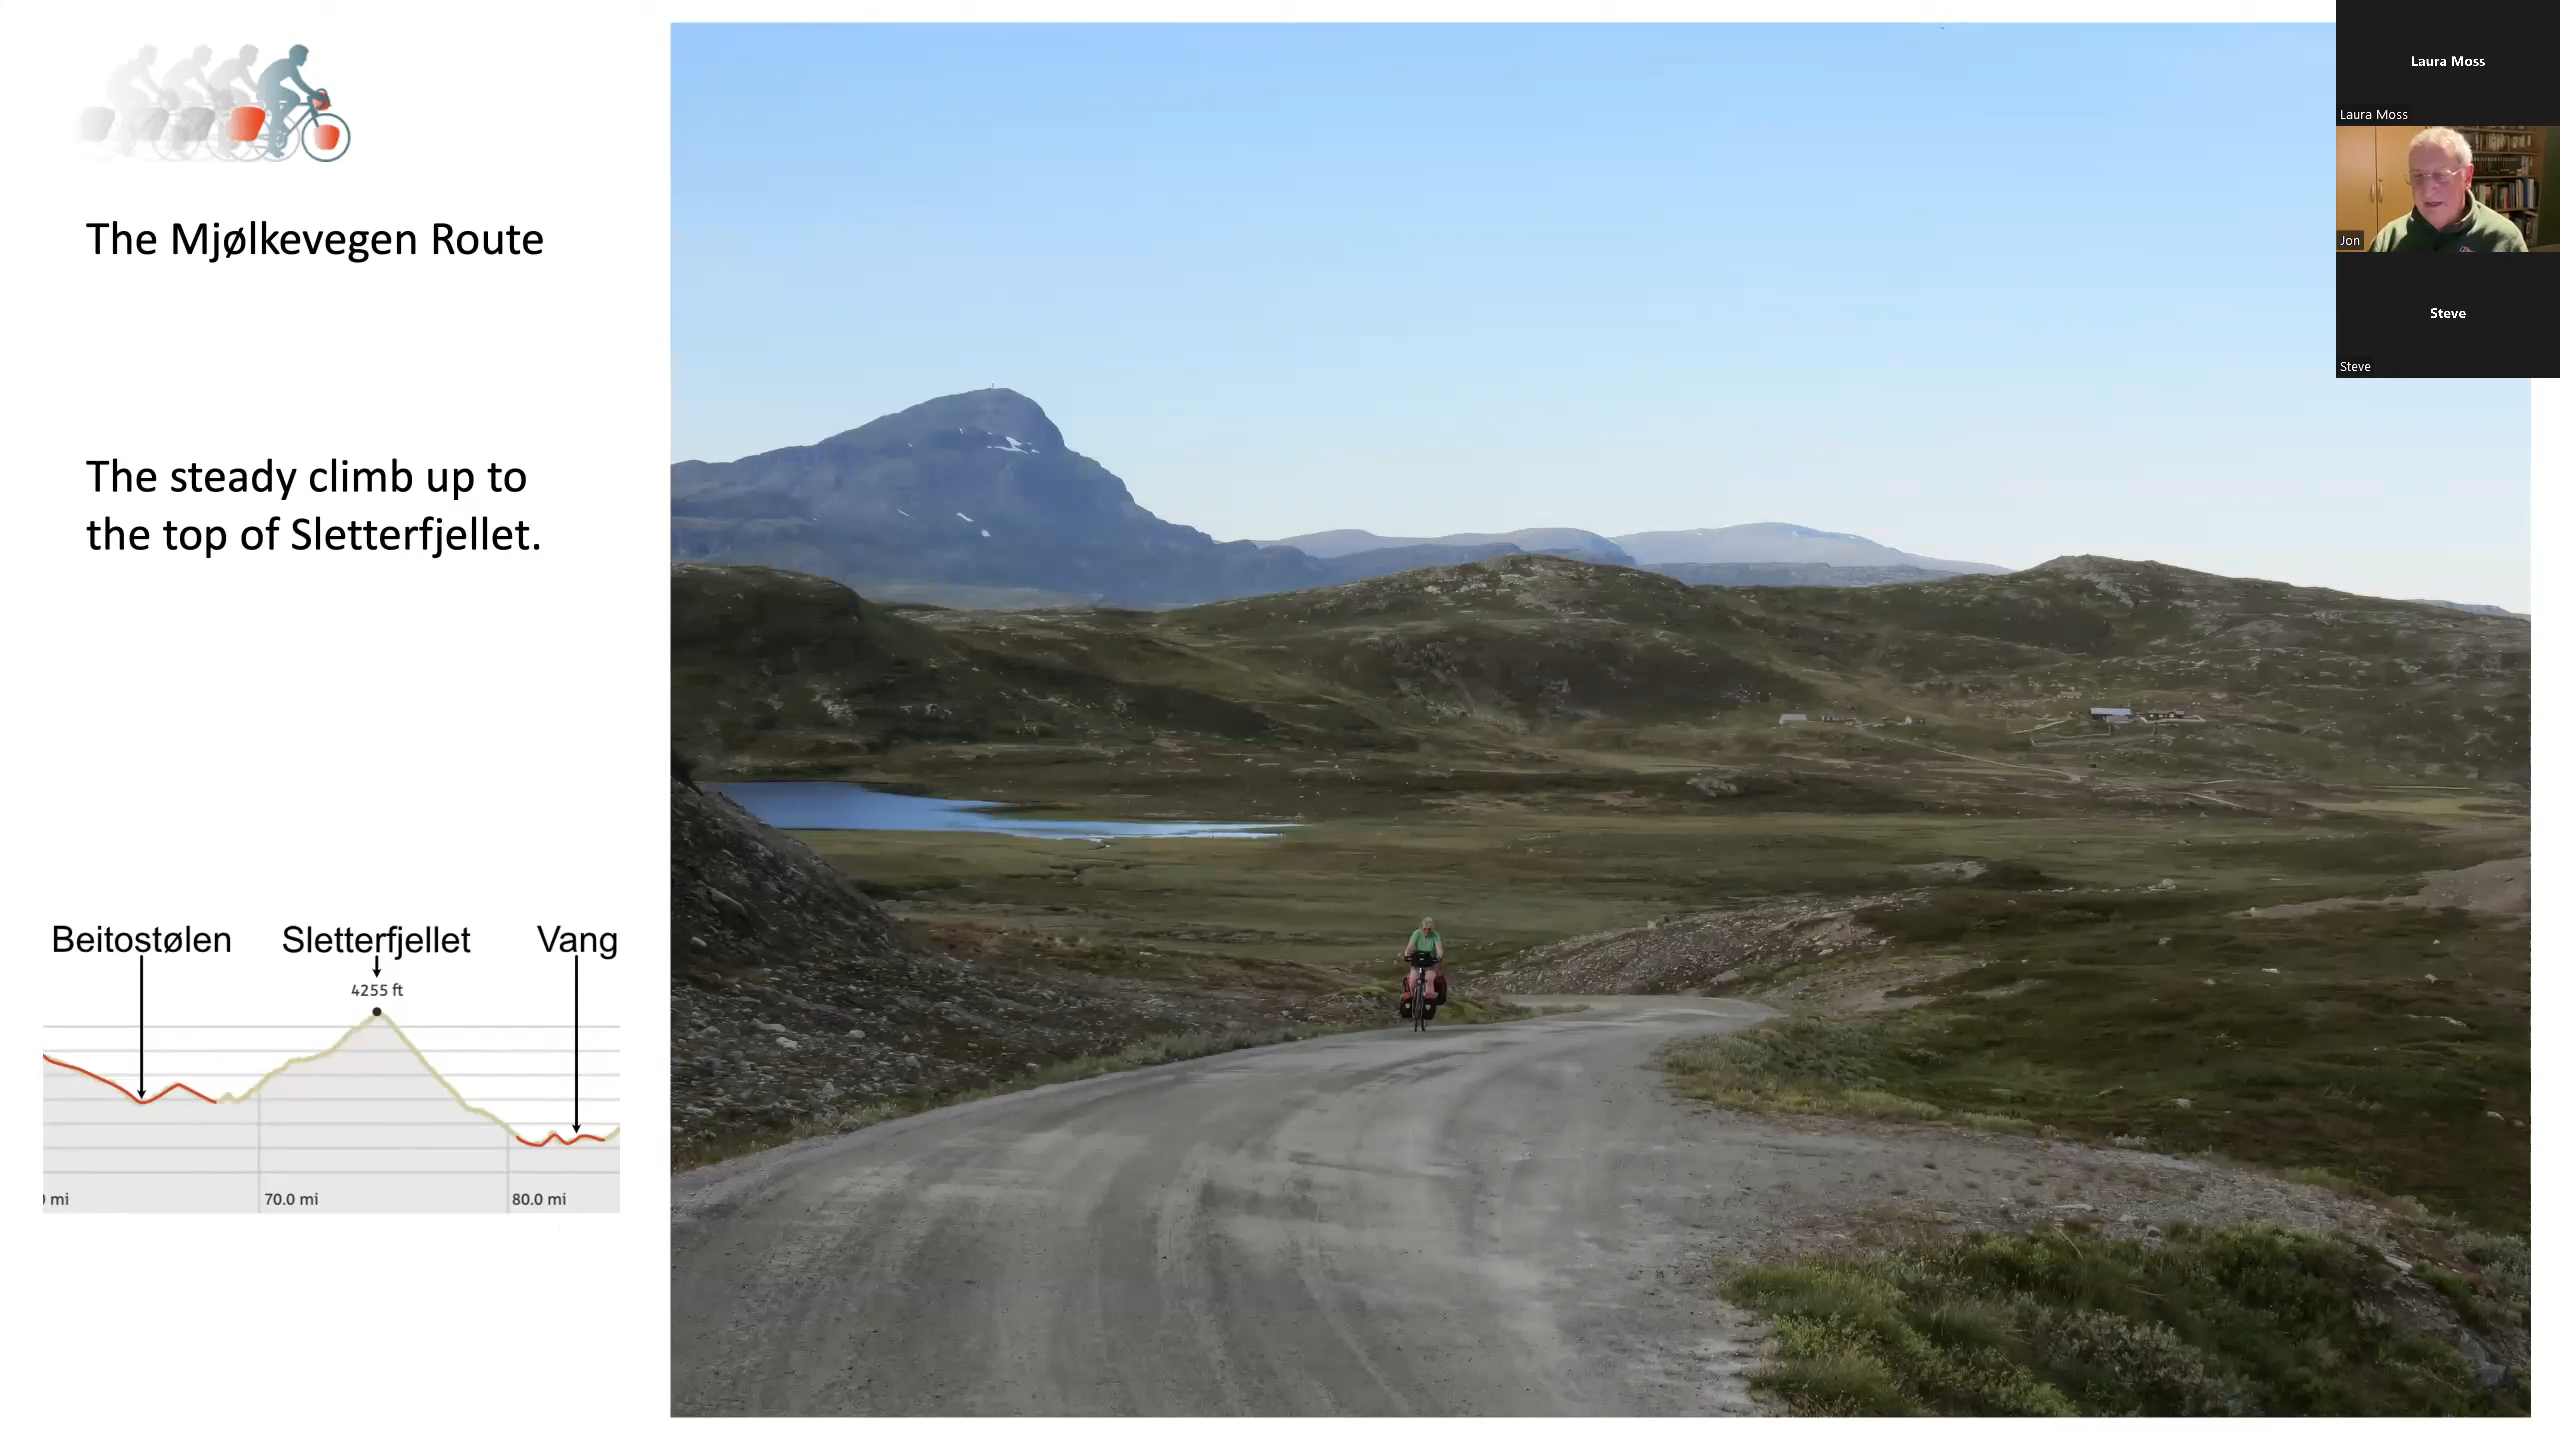 The Mjølkevegen Route
The steady climb up to
the top of Sletterfjellet.
Beitostølen
Sletterfjellet
Vang
4255 ft
mi
70.0 mi
80.0 mi
Laura Moss
Laura Moss
Jon
Steve
Steve